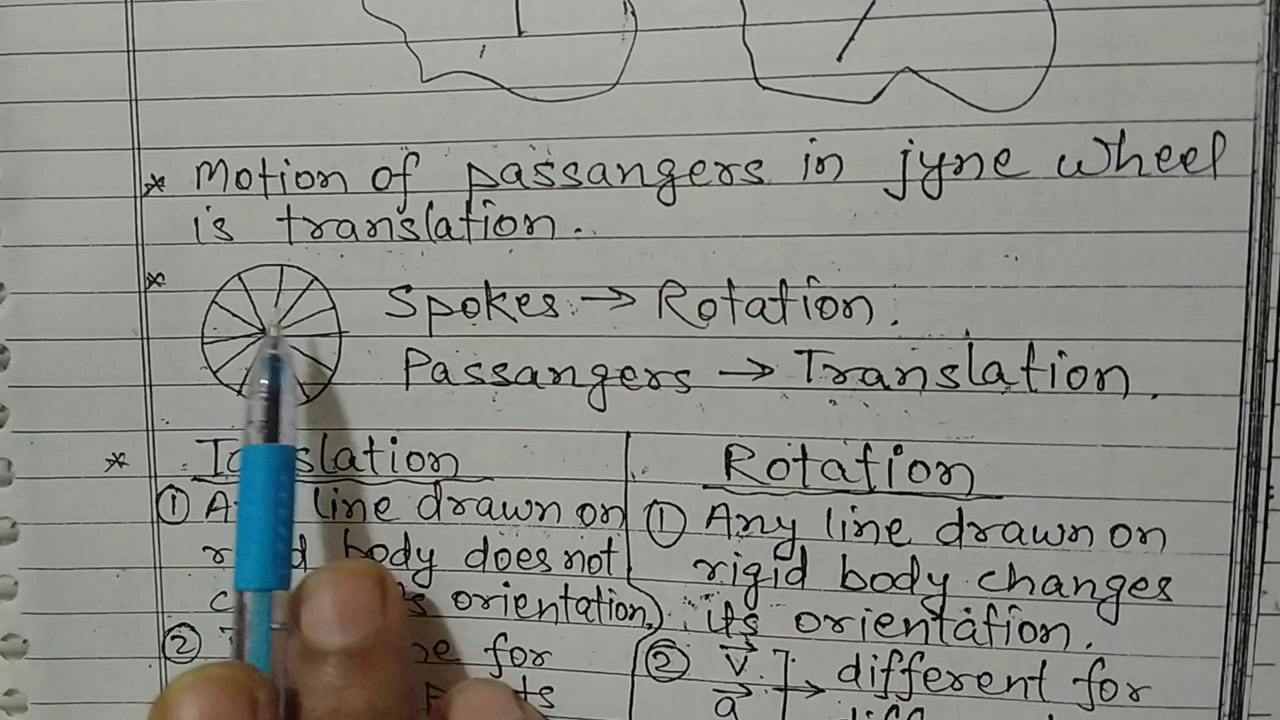 * Motion of passangers in jyne wheel
is translation.
* Spokes → Rotation.
Passangers → Translation.
* Rotation
① line drawn on
body does not
orientation.
② for
① Any line drawn on
rigid body changes
its orientation.
② v⃗
a⃗ → different for